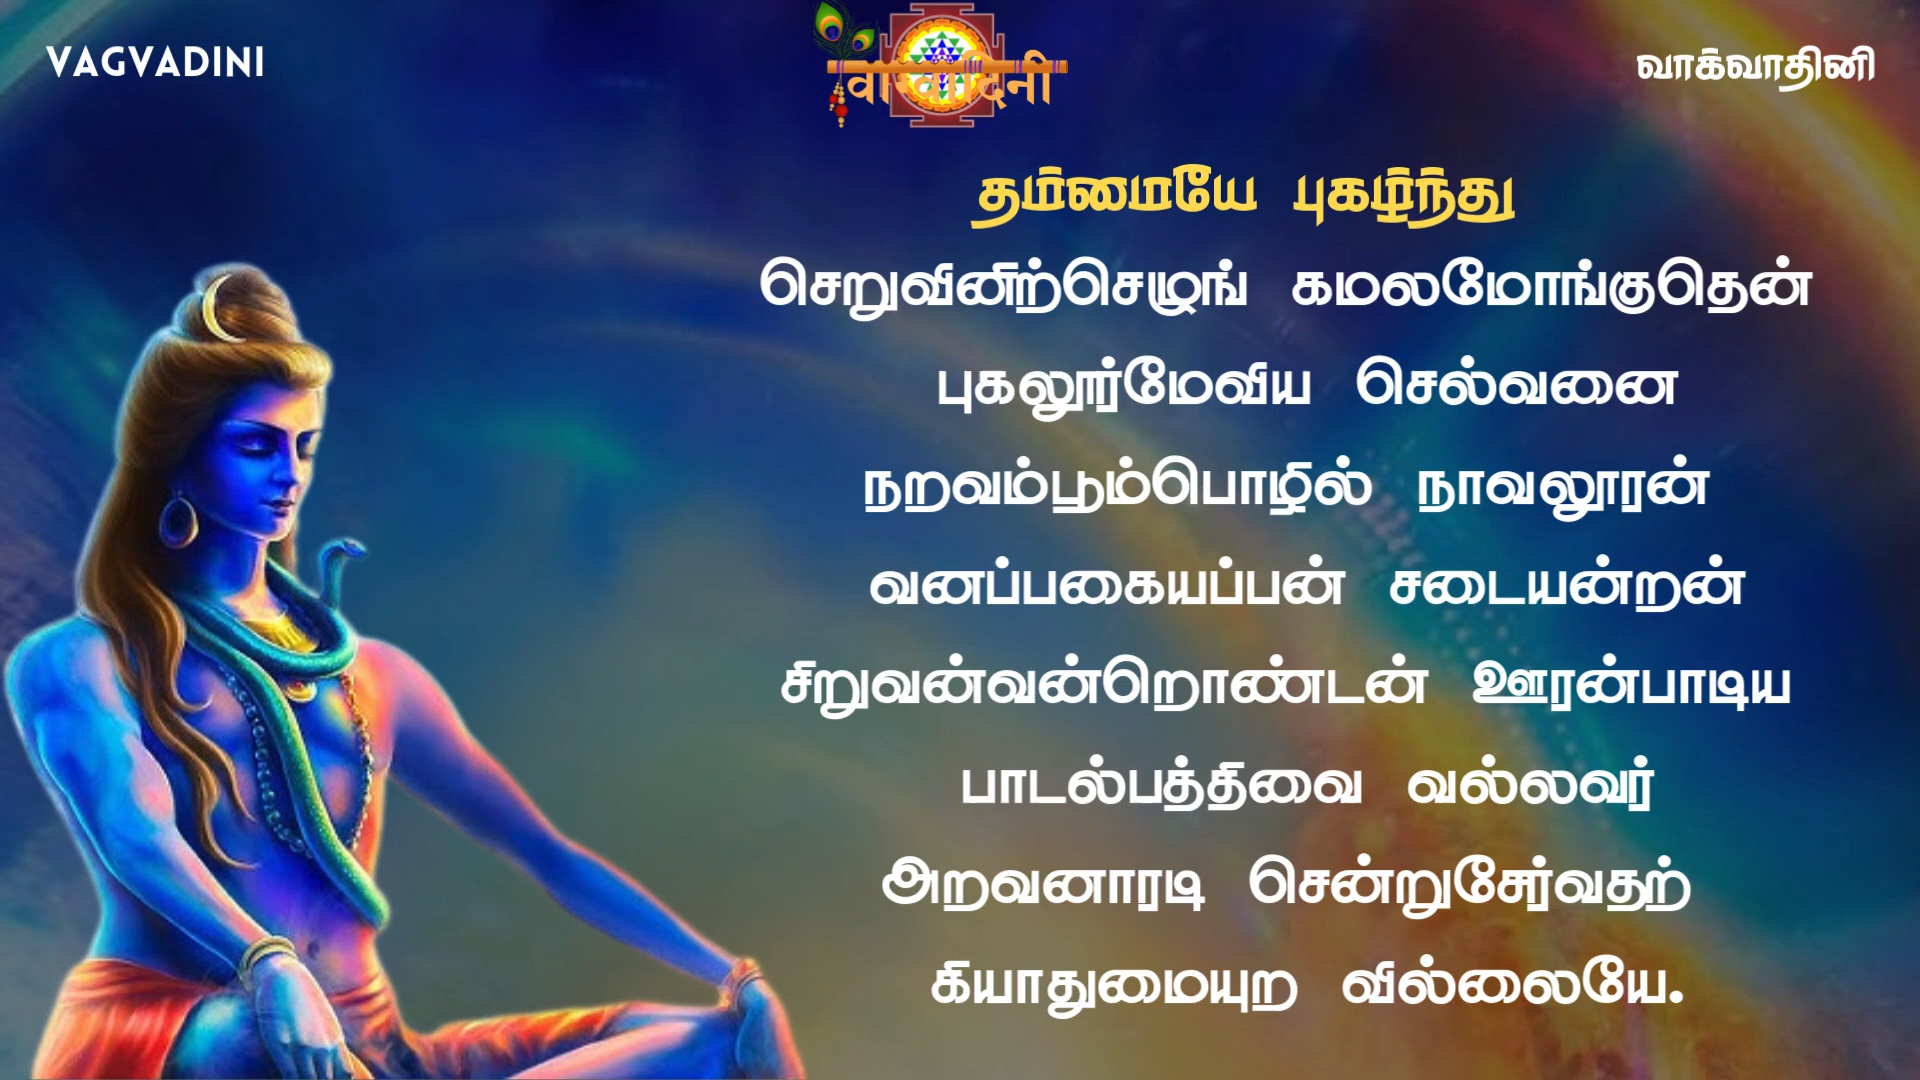 VAGVADINI
वाग्वादिनी
வாக்வாதினி
தம்மையே புகழ்ந்து
செறுவினிற்செழுங் கமலமோங்குதென்
புகலூர்மேவிய செல்வனை
நறவம்பூம்பொழில் நாவலூரன்
வனப்பகையப்பன் சடையன்றன்
சிறுவன்வன்றொண்டன் ஊரன்பாடிய
பாடல்பத்திவை வல்லவர்
அறவனாரடி சென்றுசேர்வதற்
கியாதுமையுற வில்லையே.